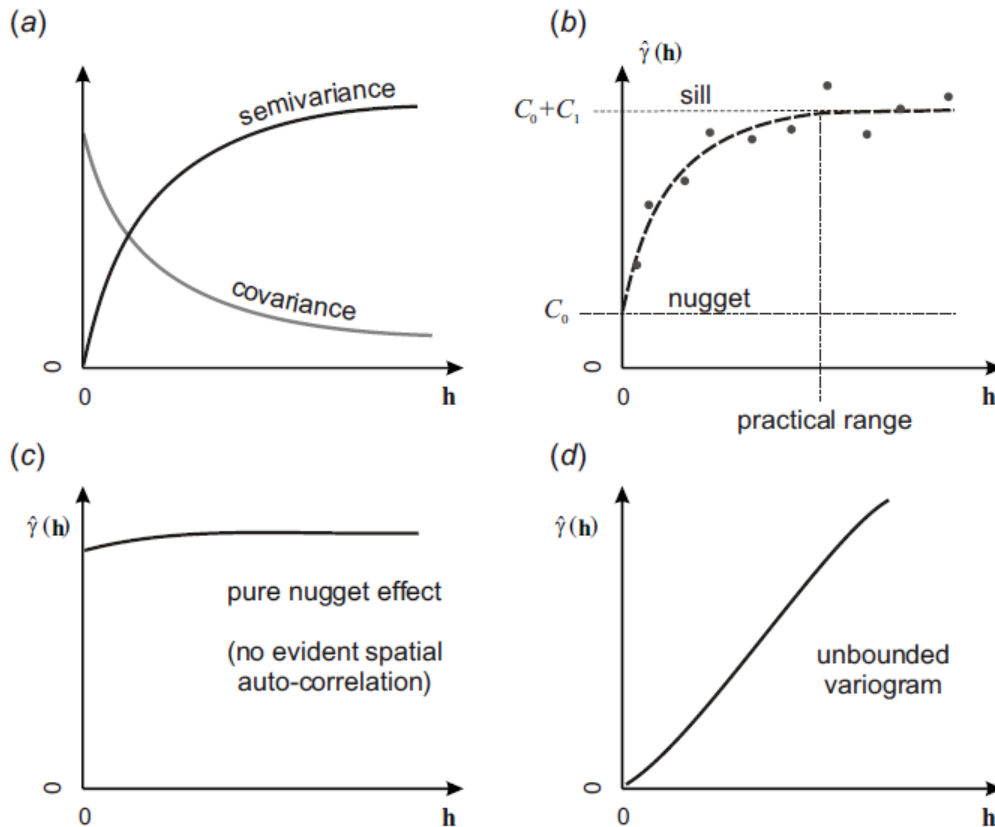 (a)
semivariance
covariance
0
0
h
(b)
γ̂(h)
C₀+C₁
sill
C₀
nugget
0
0
h
practical range
(c)
γ̂(h)
pure nugget effect
(no evident spatial
auto-correlation)
0
0
h
(d)
γ̂(h)
unbounded
variogram
0
0
h